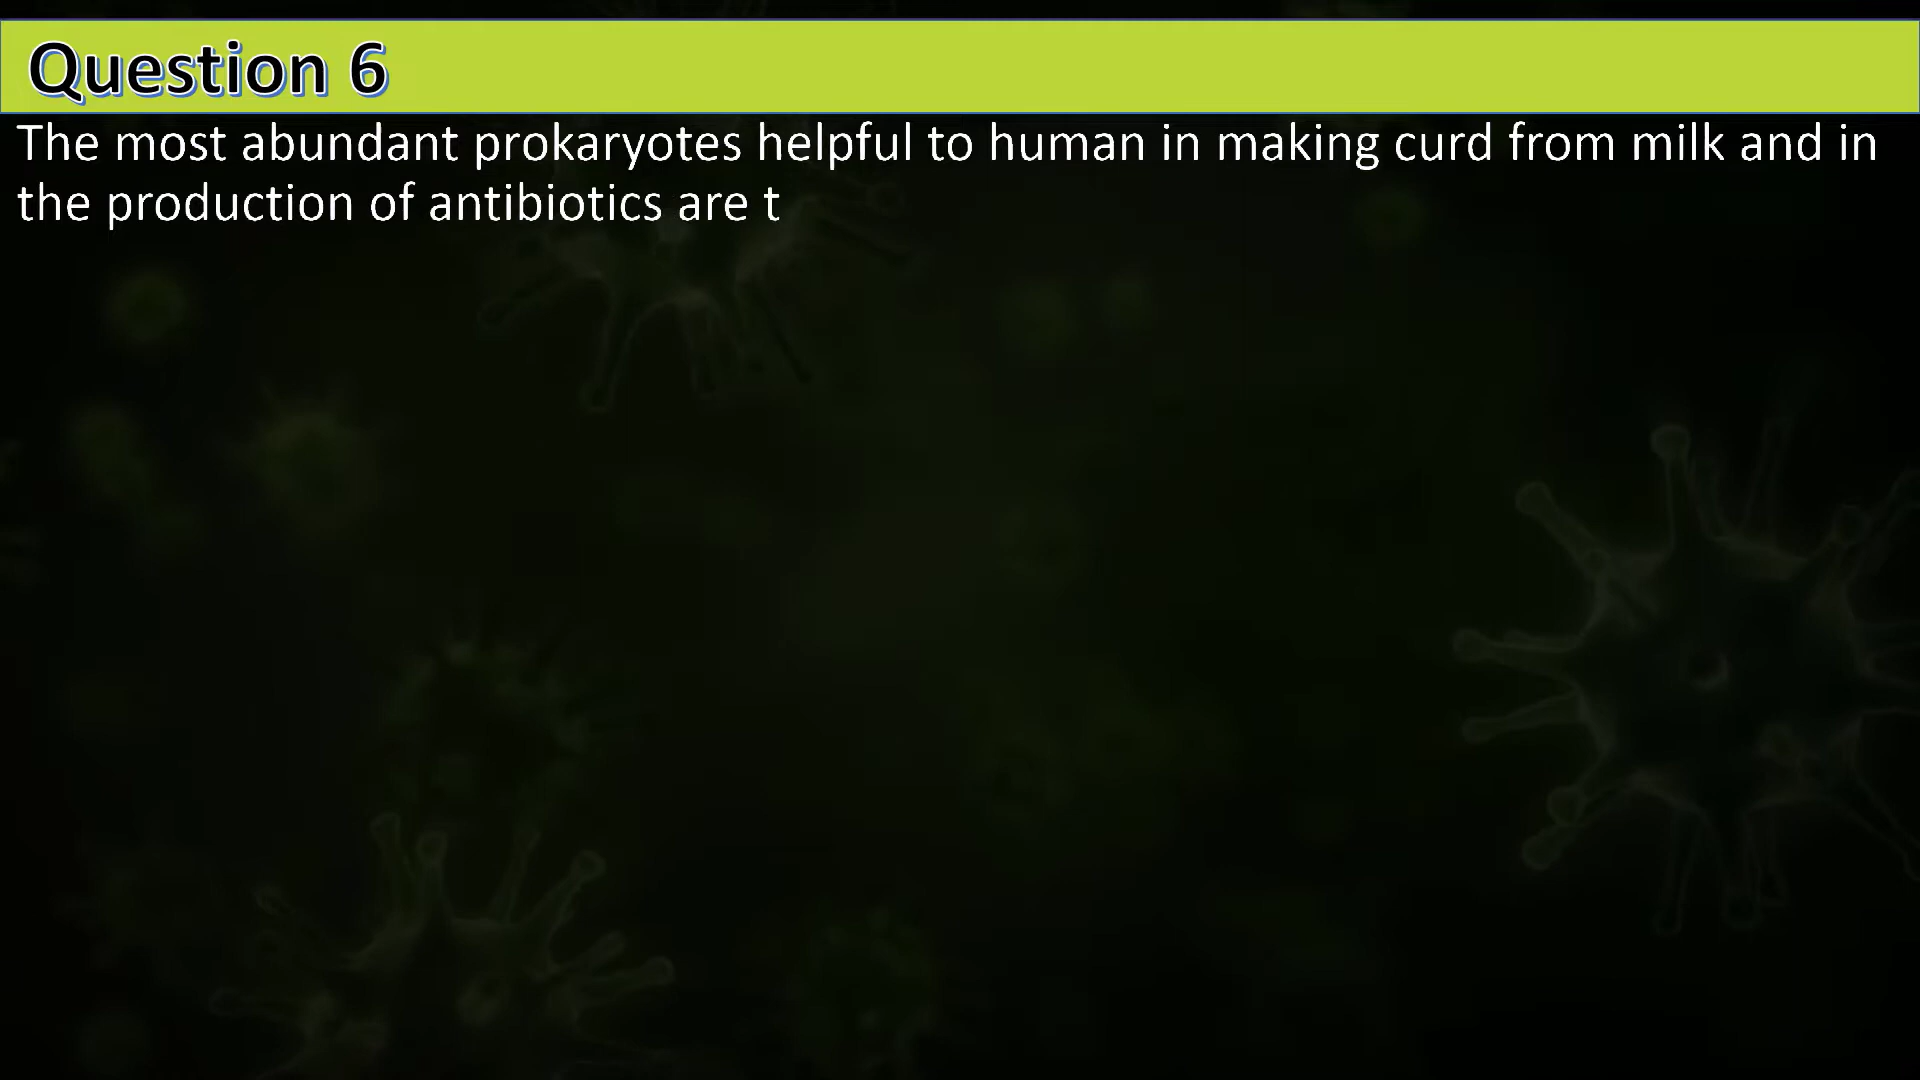 Question 6
The most abundant prokaryotes helpful to human in making curd from milk and in
the production of antibiotics are t